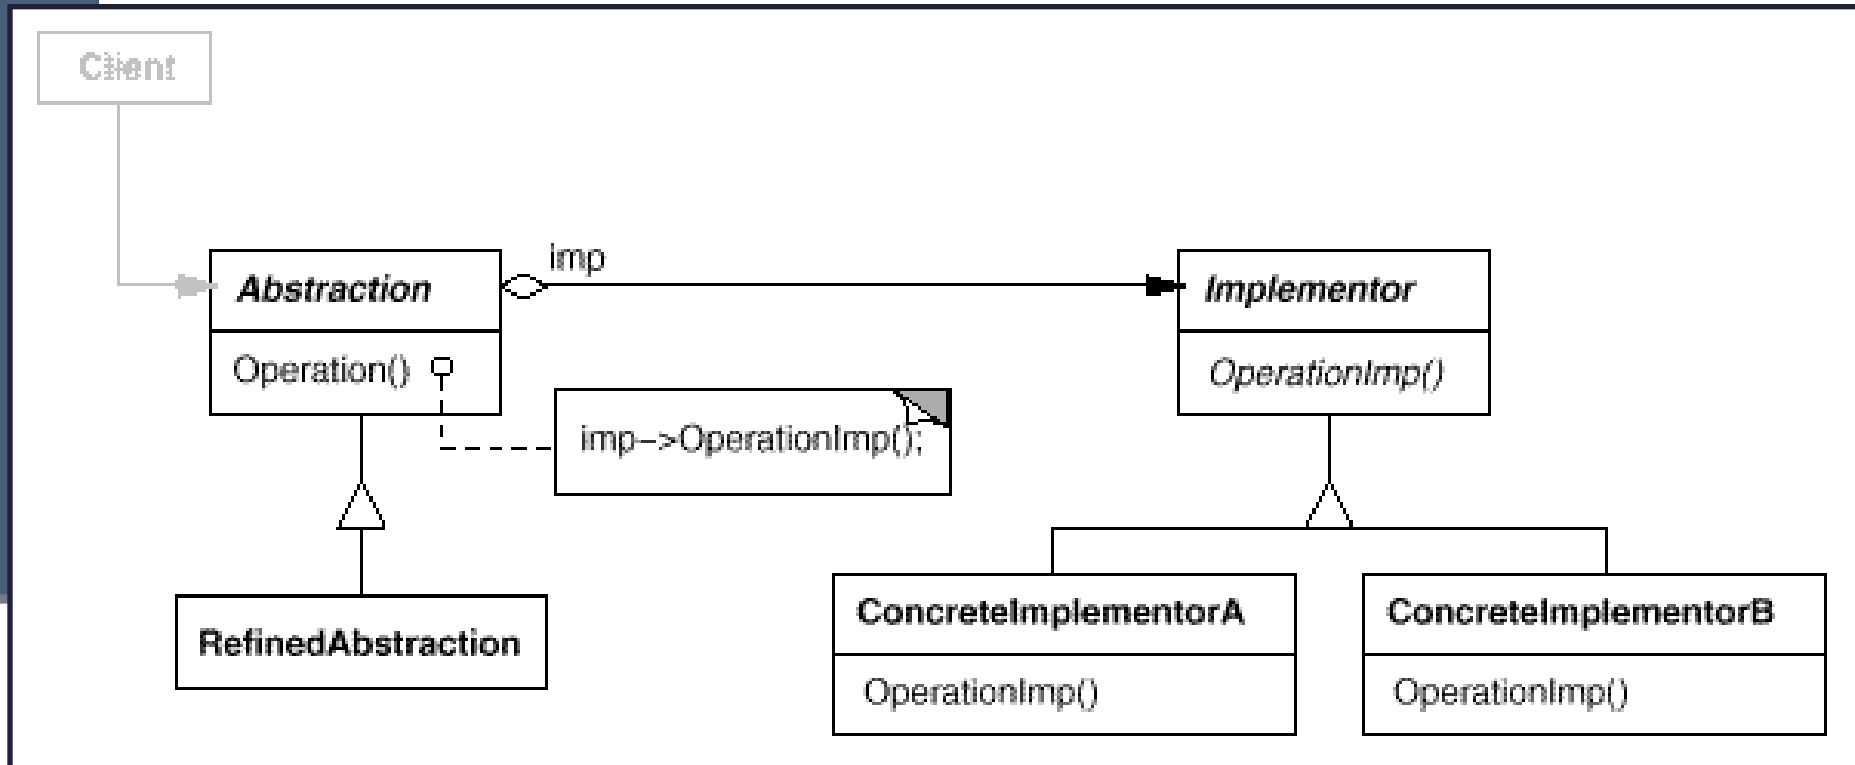 Client
imp
Abstraction
Implementor
Operation()
OperationImp()
imp–>OperationImp();
RefinedAbstraction
ConcreteImplementorA
ConcreteImplementorB
OperationImp()
OperationImp()